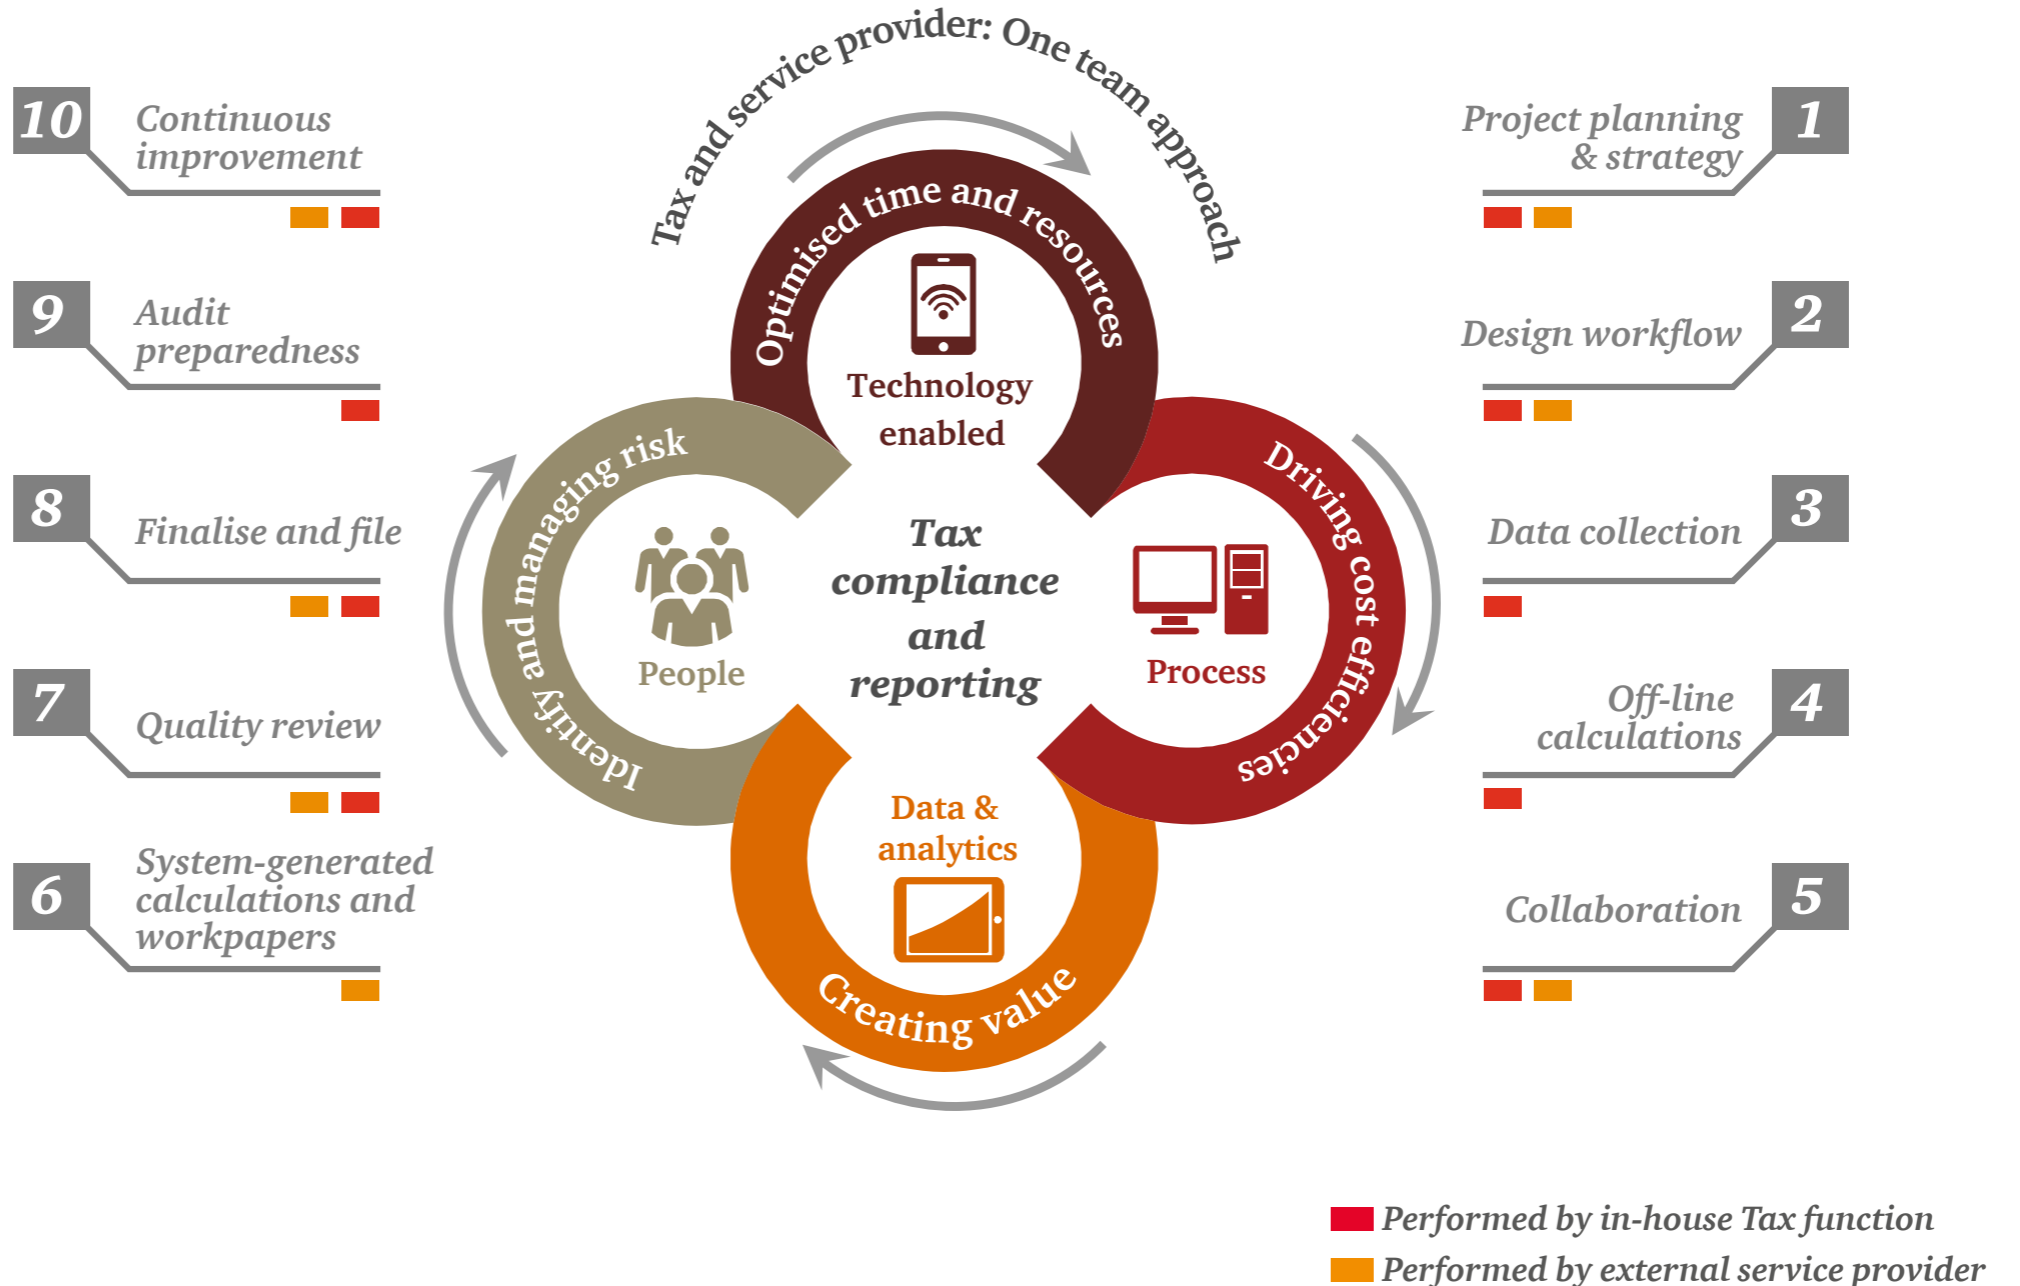 Tax and service provider: One team approach
10
Continuous
improvement
9
Audit
preparedness
8
Finalise and file
7
Quality review
6
System-generated
calculations and
workpapers
Optimised time and resources
Technology
enabled
Identify and managing risk
People
Tax
compliance
and
reporting
Driving cost efficiencies
Process
Data &
analytics
Creating value
Project planning
& strategy
1
Design workflow
2
Data collection
3
Off-line
calculations
4
Collaboration
5
Performed by in-house Tax function
Performed by external service provider